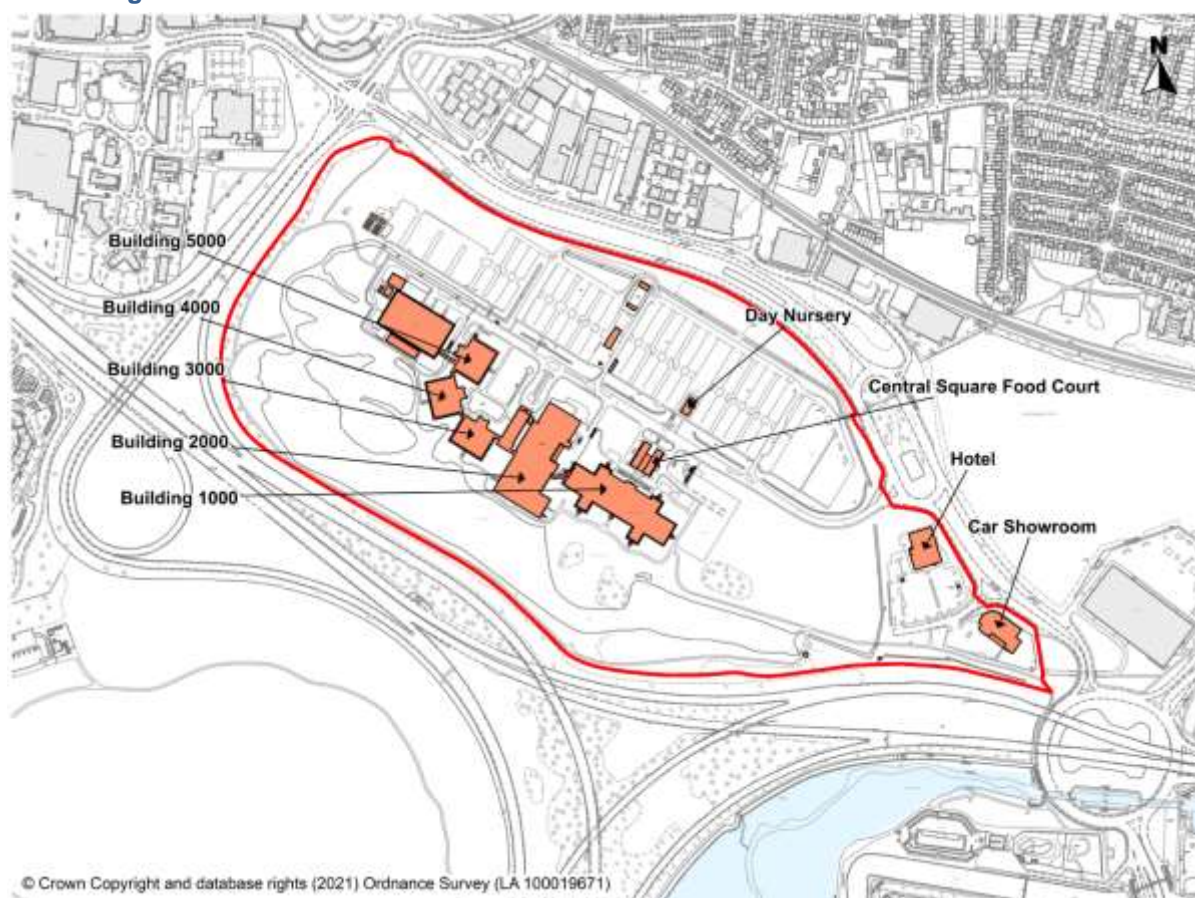 N
Building 5000
Building 4000
Day Nursery
Building 3000
Central Square Food Court
Building 2000
Hotel
Building 1000
Car Showroom
© Crown Copyright and database rights (2021) Ordnance Survey (LA 100019671)